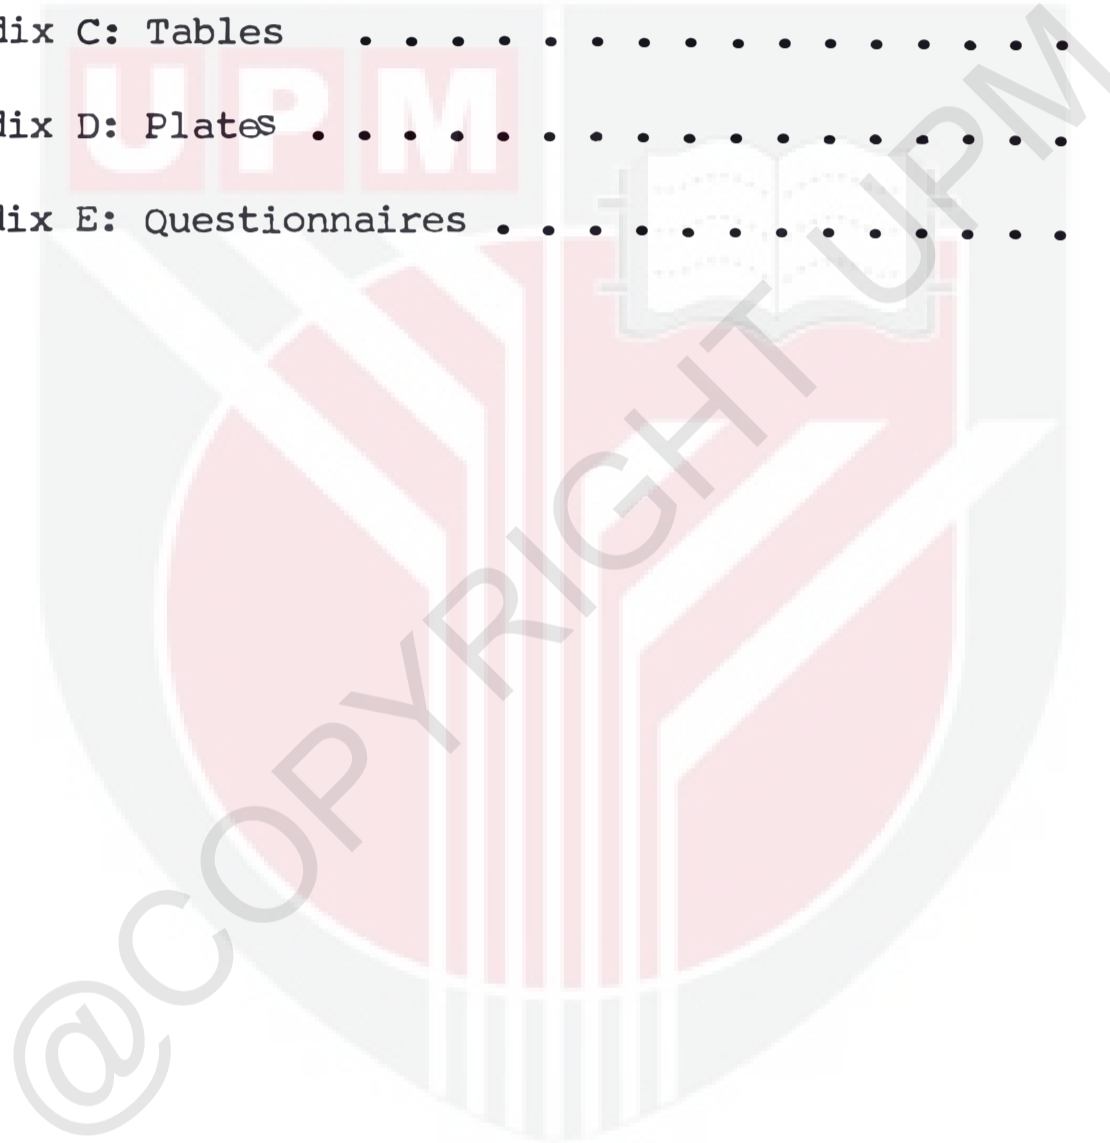 dix C: Tables . . . . . . . . . . . . . . . .
dix D: Plates . . . . . . . . . . . . . . . . .
dix E: Questionnaires . . . . . . . . . . . . .
UPM
@COPYRIGHT UPM